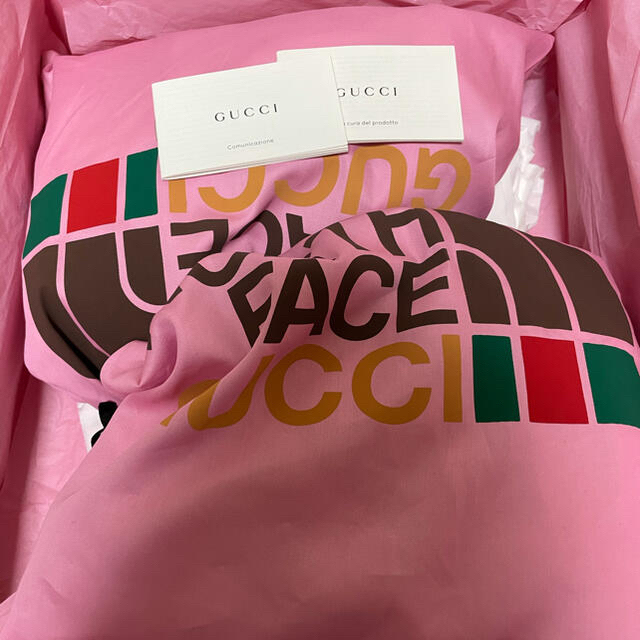 GUCCI
Comunicazione
GUCCI
cura del prodotto
GUCCI
FACE
UCCI